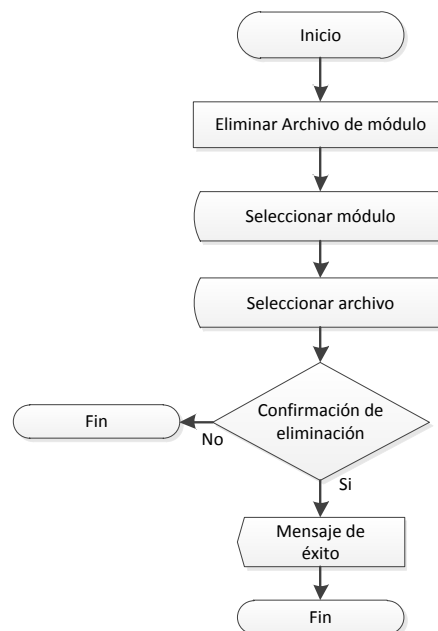 Inicio
Eliminar Archivo de módulo
Seleccionar módulo
Seleccionar archivo
Confirmación de
eliminación
Fin
No
Si
Mensaje de
éxito
Fin